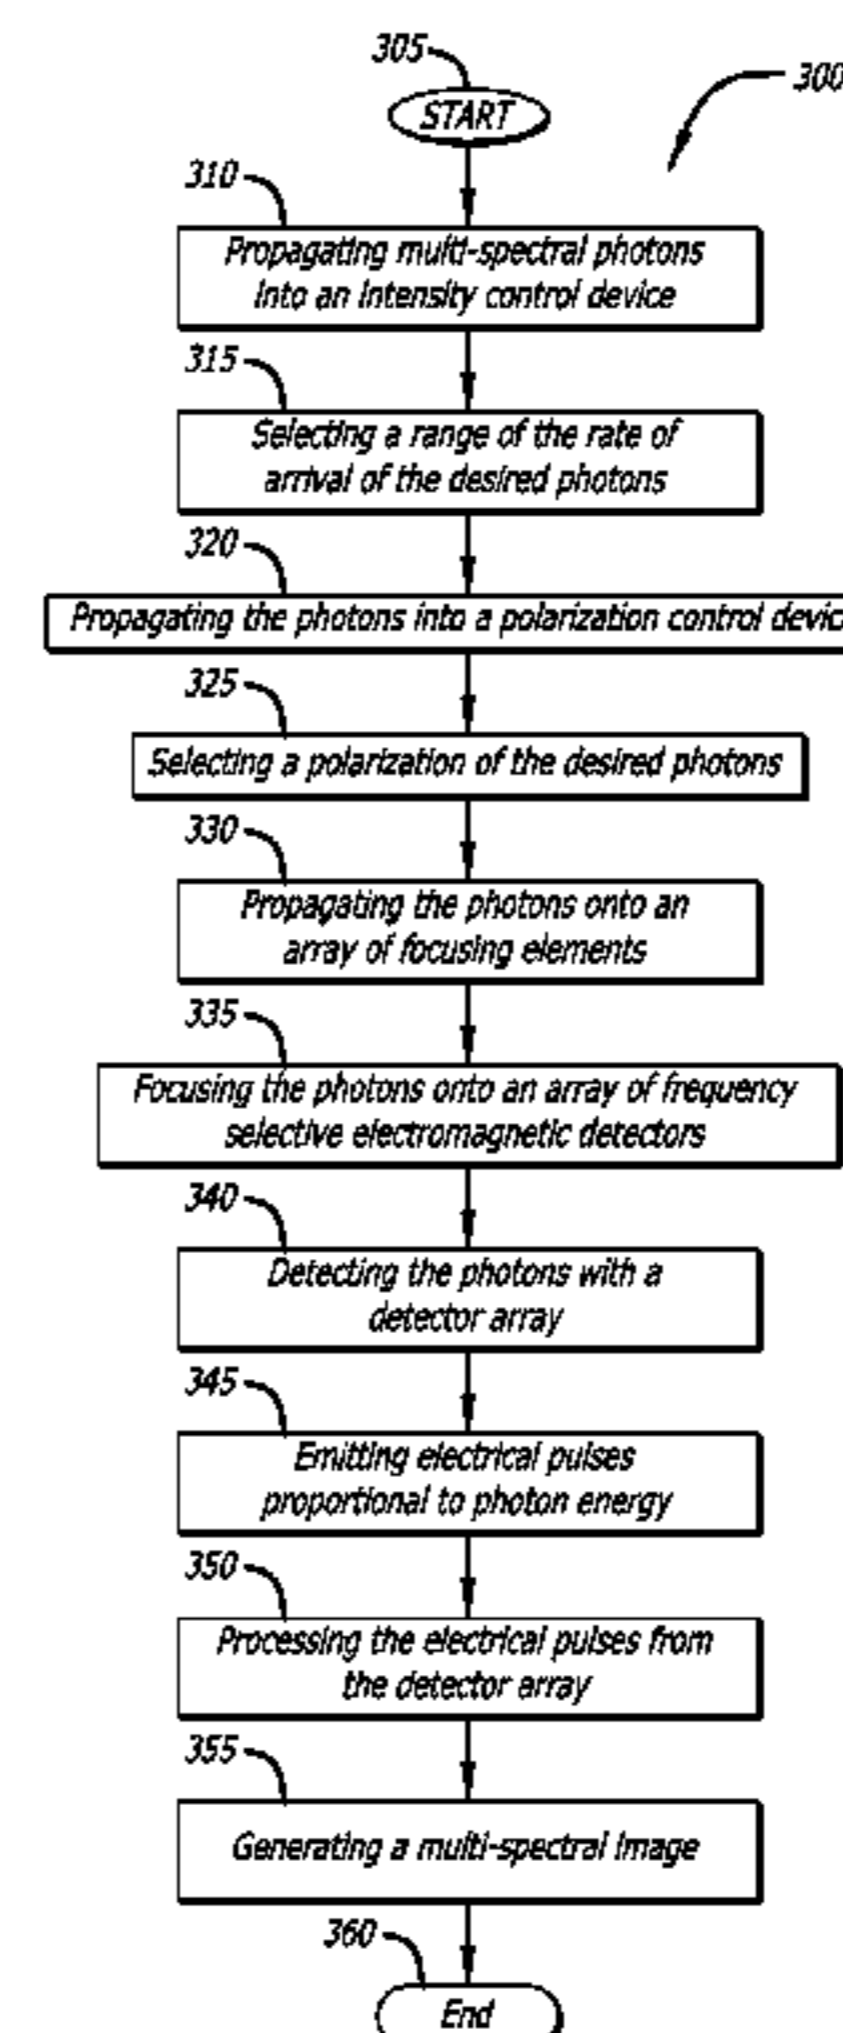 305
START
300
310
Propagating multi-spectral photons
into an intensity control device
315
Selecting a range of the rate of
arrival of the desired photons
320
Propagating the photons into a polarization control devic
325
Selecting a polarization of the desired photons
330
Propagating the photons onto an
array of focusing elements
335
Focusing the photons onto an array of frequency
selective electromagnetic detectors
340
Detecting the photons with a
detector array
345
Emitting electrical pulses
proportional to photon energy
350
Processing the electrical pulses from
the detector array
355
Generating a multi-spectral image
360
End